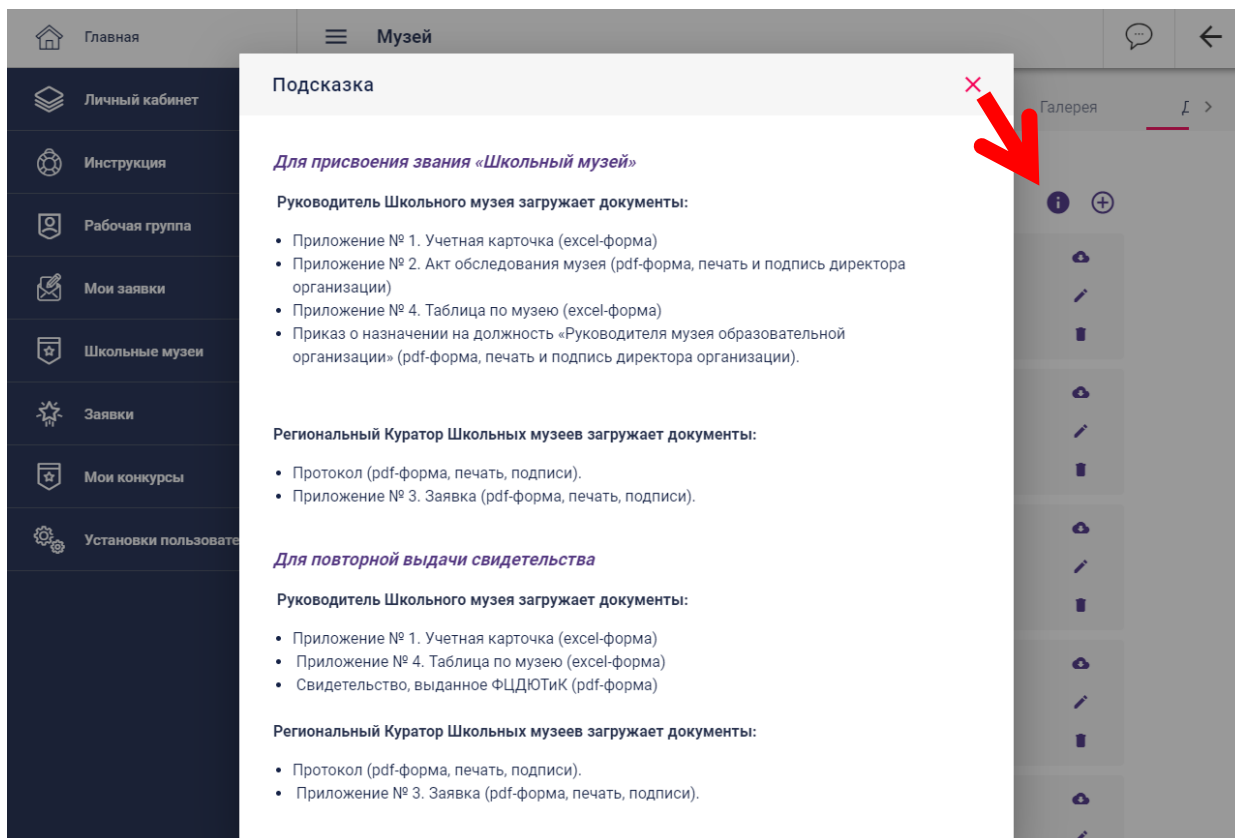 Главная
Музей
Личный кабинет
Инструкция
Рабочая группа
Мои заявки
Школьные музеи
Заявки
Мои конкурсы
Установки пользовате
Галерея
Подсказка
Для присвоения звания «Школьный музей»
Руководитель Школьного музея загружает документы:
• Приложение № 1. Учетная карточка (excel-форма)
• Приложение № 2. Акт обследования музея (pdf-форма, печать и подпись директора
организации)
• Приложение № 4. Таблица по музею (excel-форма)
• Приказ о назначении на должность «Руководителя музея образовательной
организации» (pdf-форма, печать и подпись директора организации).
Региональный Куратор Школьных музеев загружает документы:
• Протокол (pdf-форма, печать, подписи).
• Приложение № 3. Заявка (pdf-форма, печать, подписи).
Для повторной выдачи свидетельства
Руководитель Школьного музея загружает документы:
• Приложение № 1. Учетная карточка (excel-форма)
• Приложение № 4. Таблица по музею (excel-форма)
• Свидетельство, выданное ФЦДЮТиК (pdf-форма)
Региональный Куратор Школьных музеев загружает документы:
• Протокол (pdf-форма, печать, подписи).
• Приложение № 3. Заявка (pdf-форма, печать, подписи).